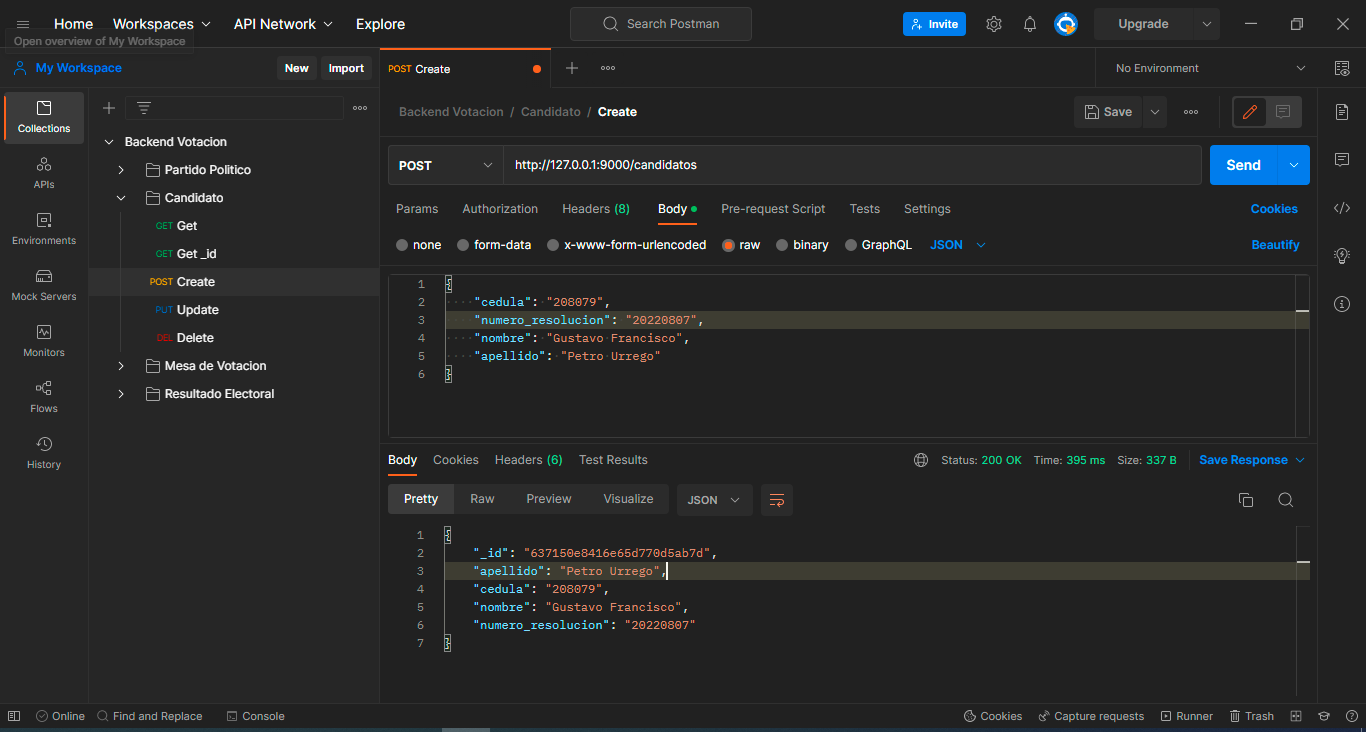 Home Workspaces API Network Explore Search Postman Invite Upgrade
Open overview of My Workspace
My Workspace New Import POST Create No Environment
Collections
APIs
Environments
Mock Servers
Monitors
Flows
History
Backend Votacion
Partido Politico
Candidato
GET Get
GET Get _id
POST Create
PUT Update
DEL Delete
Mesa de Votacion
Resultado Electoral
Backend Votacion / Candidato / Create Save
POST http://127.0.0.1:9000/candidatos Send
Params Authorization Headers (8) Body Pre-request Script Tests Settings Cookies
none form-data x-www-form-urlencoded raw binary GraphQL JSON Beautify
1 {
2 "cedula": "208079",
3 "numero_resolucion": "20220807",
4 "nombre": "Gustavo Francisco",
5 "apellido": "Petro Urrego"
6 }
Body Cookies Headers (6) Test Results Status: 200 OK Time: 395 ms Size: 337 B Save Response
Pretty Raw Preview Visualize JSON
1 {
2 "_id": "637150e8416e65d770d5ab7d",
3 "apellido": "Petro Urrego",
4 "cedula": "208079",
5 "nombre": "Gustavo Francisco",
6 "numero_resolucion": "20220807"
7 }
Online Find and Replace Console Cookies Capture requests Runner Trash